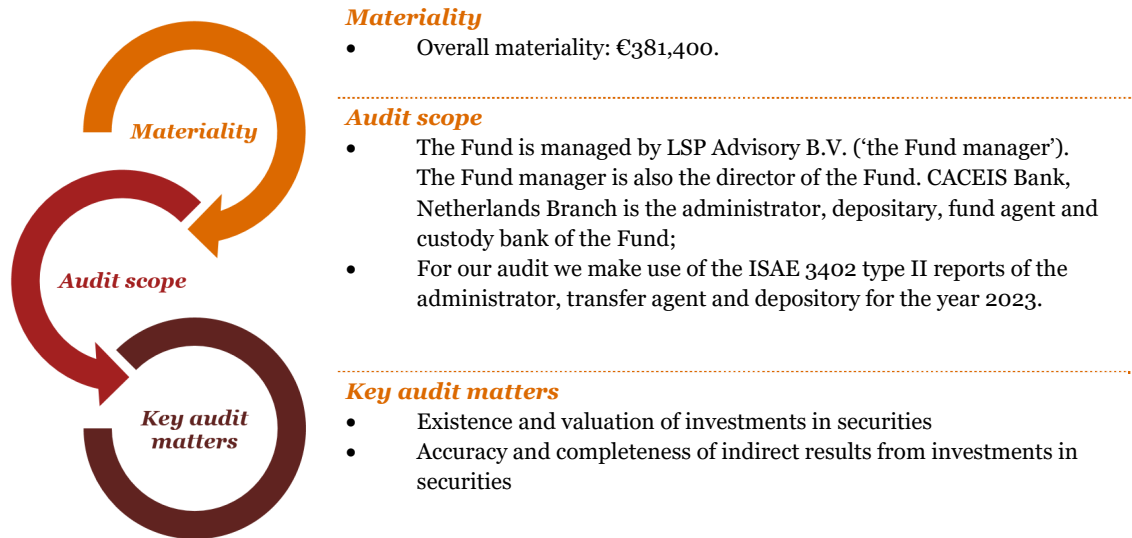 Materiality
• Overall materiality: €381,400.
Audit scope
• The Fund is managed by LSP Advisory B.V. (‘the Fund manager’).
The Fund manager is also the director of the Fund. CACEIS Bank,
Netherlands Branch is the administrator, depositary, fund agent and
custody bank of the Fund;
• For our audit we make use of the ISAE 3402 type II reports of the
administrator, transfer agent and depository for the year 2023.
Key audit matters
• Existence and valuation of investments in securities
• Accuracy and completeness of indirect results from investments in
securities
Materiality
Audit scope
Key audit
matters